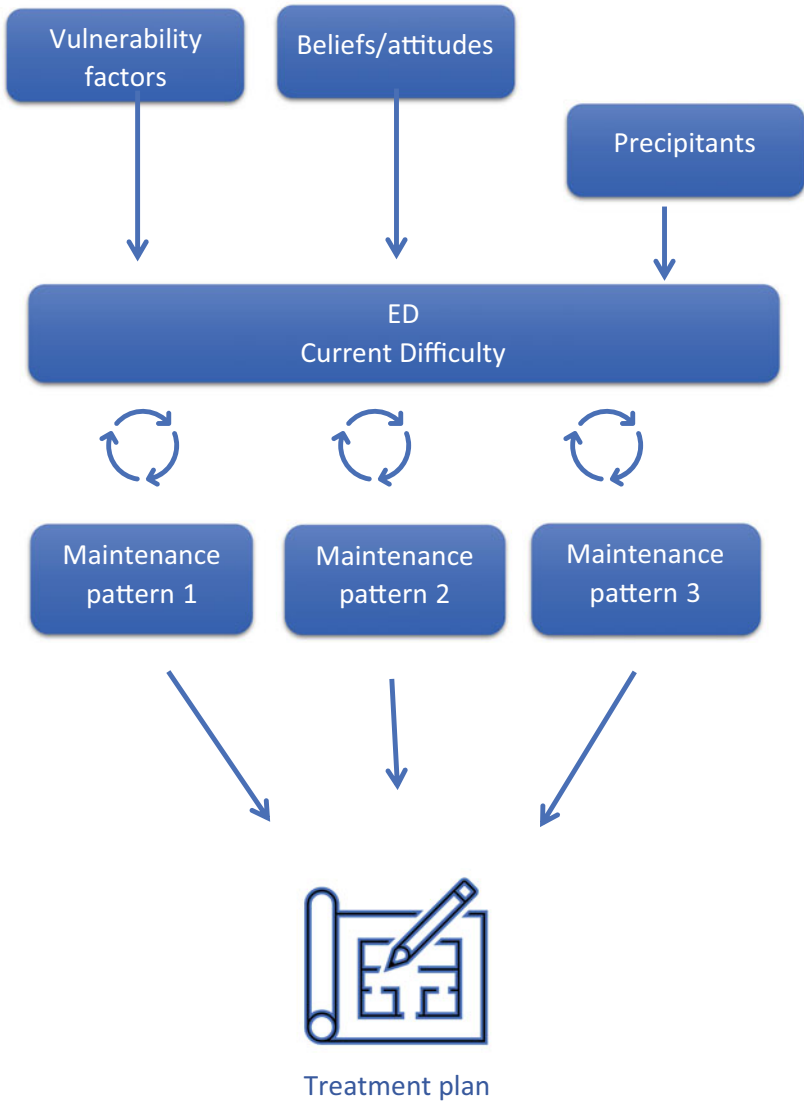 Vulnerability
factors
Beliefs/attitudes
Precipitants
ED
Current Difficulty
Maintenance
pattern 1
Maintenance
pattern 2
Maintenance
pattern 3
Treatment plan